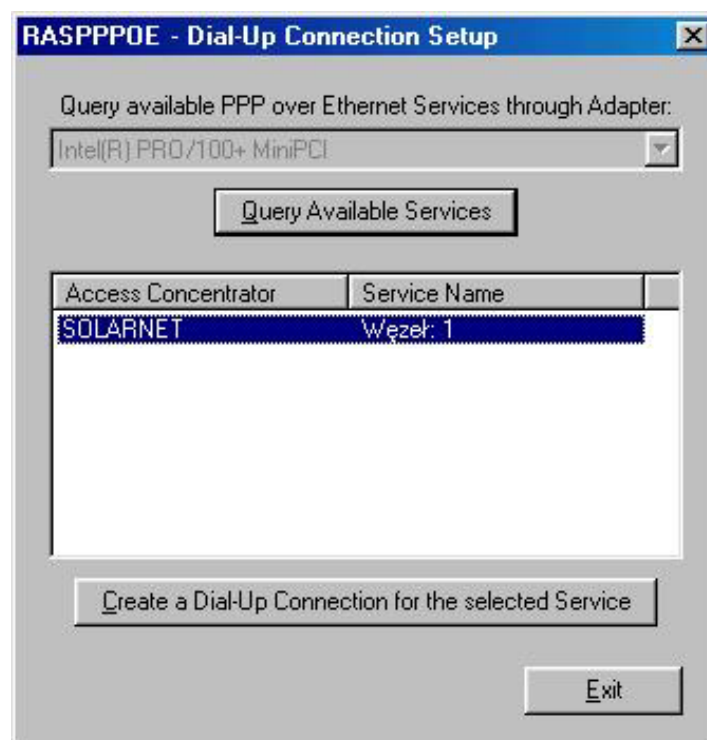 RASPPPOE - Dial-Up Connection Setup
Query available PPP over Ethernet Services through Adapter:
Intel(R) PRO/100+ MiniPCI
Query Available Services
Access Concentrator Service Name
SOLARNET Węzeł: 1
Create a Dial-Up Connection for the selected Service
Exit